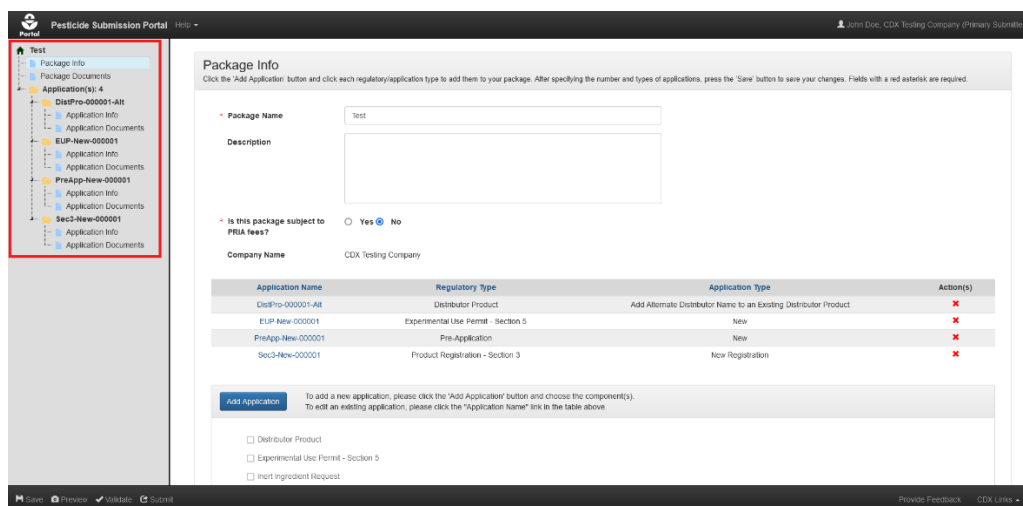 Portal
Pesticide Submission Portal Help
John Doe, CDX Testing Company (Primary Submitte
Test
Package Info
Package Documents
Application(s): 4
DistPro-000001-Alt
Application Info
Application Documents
EUP-New-000001
Application Info
Application Documents
PreApp-New-000001
Application Info
Application Documents
Sec3-New-000001
Application Info
Application Documents
Package Info
Click the 'Add Application' button and click each regulatory/application type to add them to your package. After specifying the number and types of applications, press the 'Save' button to save your changes. Fields with a red asterisk are required.
* Package Name Test
Description
* Is this package subject to PRIA fees? Yes No
Company Name CDX Testing Company
Application Name Regulatory Type Application Type Action(s)
DistPro-000001-Alt Distributor Product Add Alternate Distributor Name to an Existing Distributor Product
EUP-New-000001 Experimental Use Permit - Section 5 New
PreApp-New-000001 Pre-Application New
Sec3-New-000001 Product Registration - Section 3 New Registration
Add Application
To add a new application, please click the 'Add Application' button and choose the component(s).
To edit an existing application, please click the "Application Name" link in the table above.
Distributor Product
Experimental Use Permit - Section 5
Inert Ingredient Request
Save Preview Validate Submit
Provide Feedback CDX Links